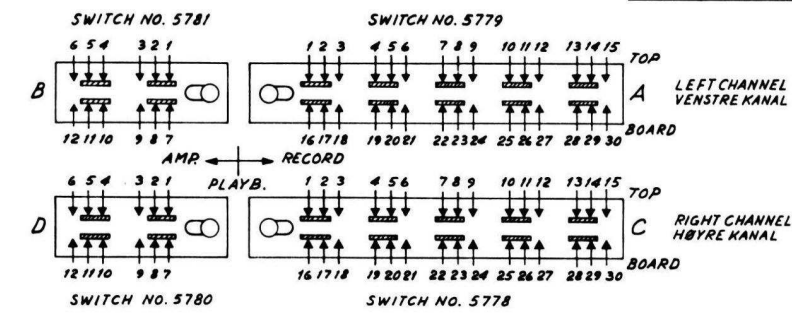 SWITCH NO. 5781 SWITCH NO. 5779
6 5 4 3 2 1 1 2 3 4 5 6 7 8 9 10 11 12 13 14 15
TOP
B A LEFT CHANNEL
VENSTRE KANAL
BOARD
12 11 10 9 8 7 16 17 18 19 20 21 22 23 24 25 26 27 28 29 30
AMP. RECORD
PLAYB.
6 5 4 3 2 1 1 2 3 4 5 6 7 8 9 10 11 12 13 14 15
TOP
D C RIGHT CHANNEL
HØYRE KANAL
BOARD
12 11 10 9 8 7 16 17 18 19 20 21 22 23 24 25 26 27 28 29 30
SWITCH NO. 5780 SWITCH NO. 5778